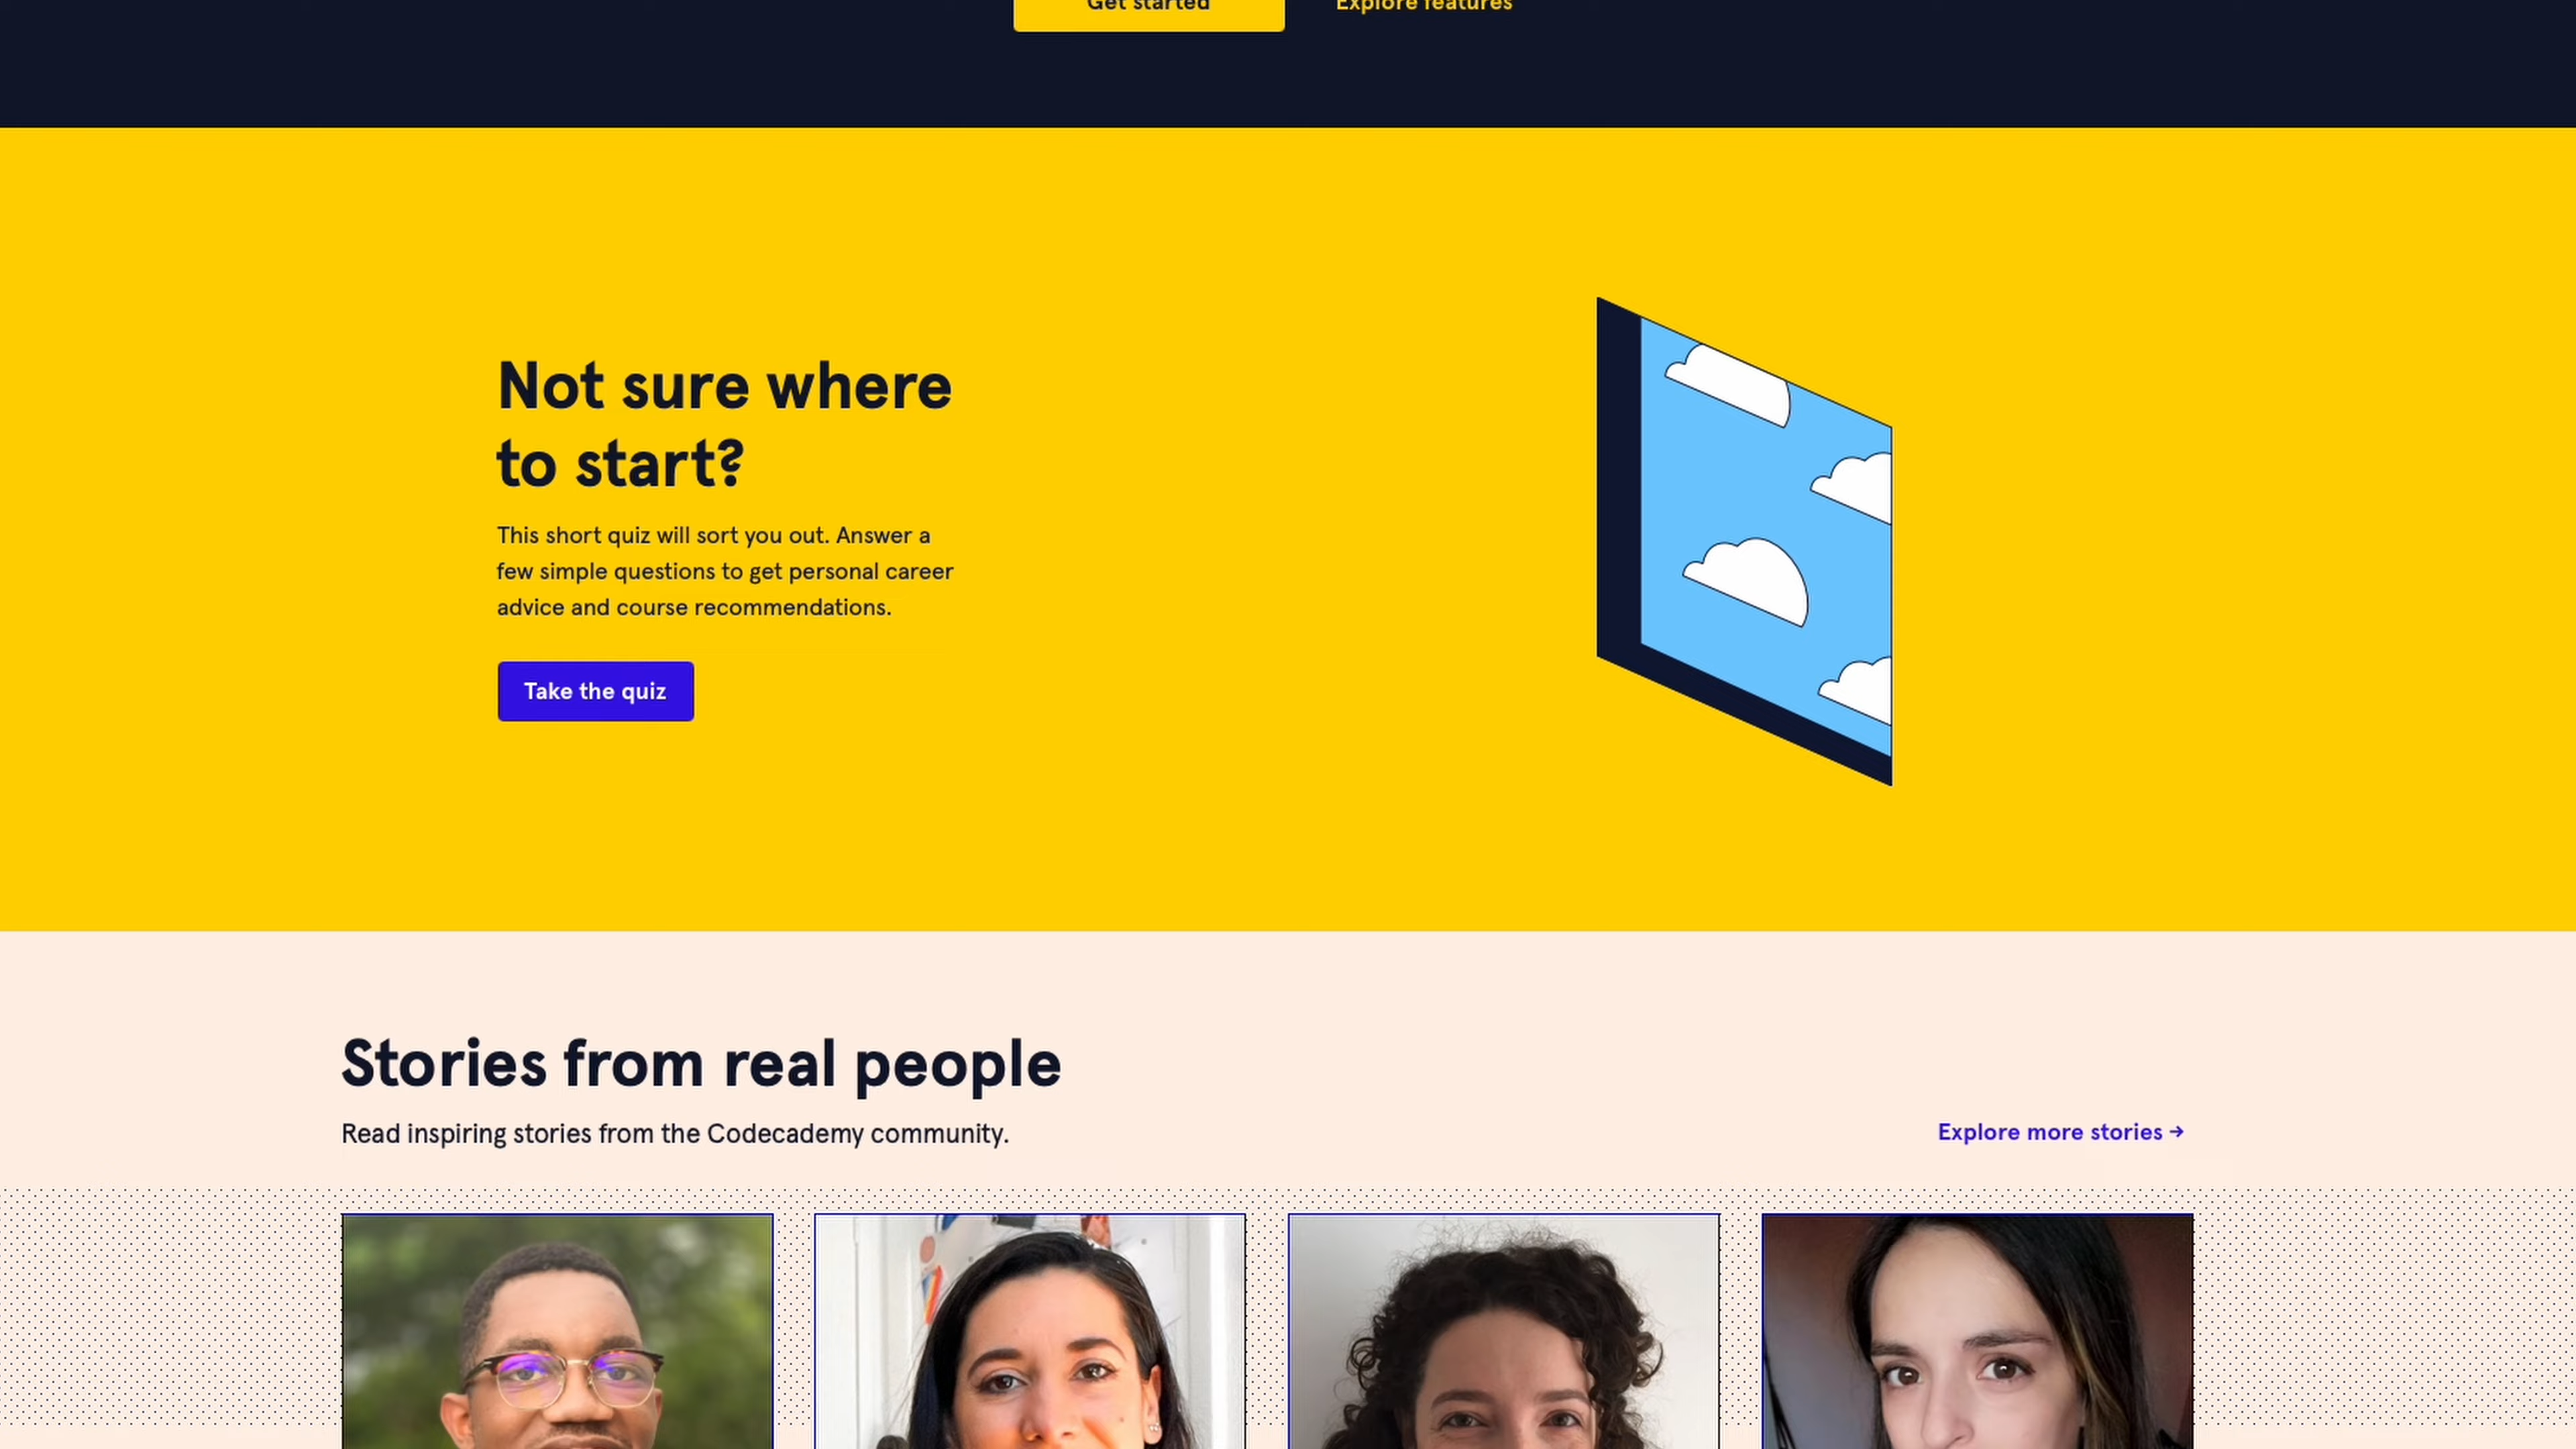 Get started
Explore features
Not sure where
to start?
This short quiz will sort you out. Answer a
few simple questions to get personal career
advice and course recommendations.
Take the quiz
Stories from real people
Read inspiring stories from the Codecademy community.
Explore more stories →